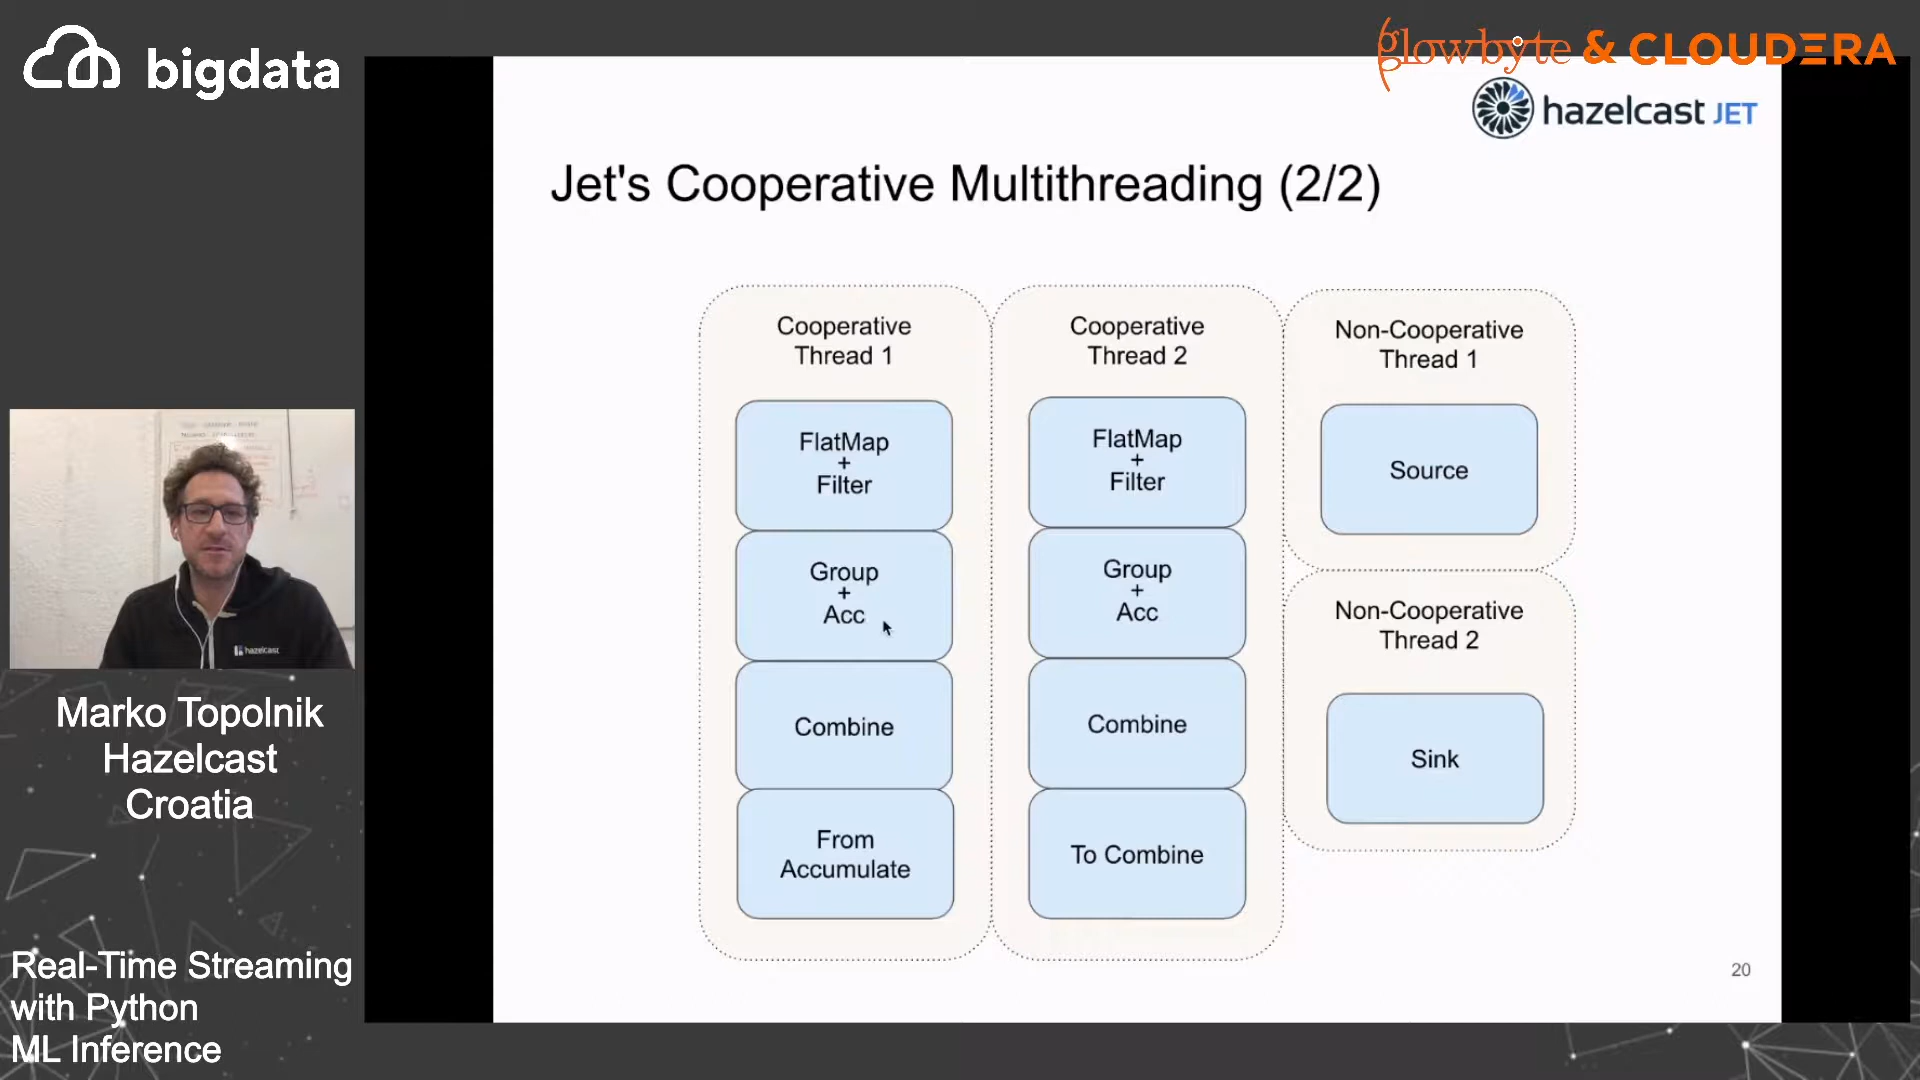 bigdata
glowbyte & CLOUDERA
hazelcast JET
Jet's Cooperative Multithreading (2/2)
Cooperative
Thread 1
FlatMap
+
Filter
Group
+
Acc
Combine
From
Accumulate
Cooperative
Thread 2
FlatMap
+
Filter
Group
+
Acc
Combine
To Combine
Non-Cooperative
Thread 1
Source
Non-Cooperative
Thread 2
Sink
20
hazelcast
Marko Topolnik
Hazelcast
Croatia
Real-Time Streaming
with Python
ML Inference